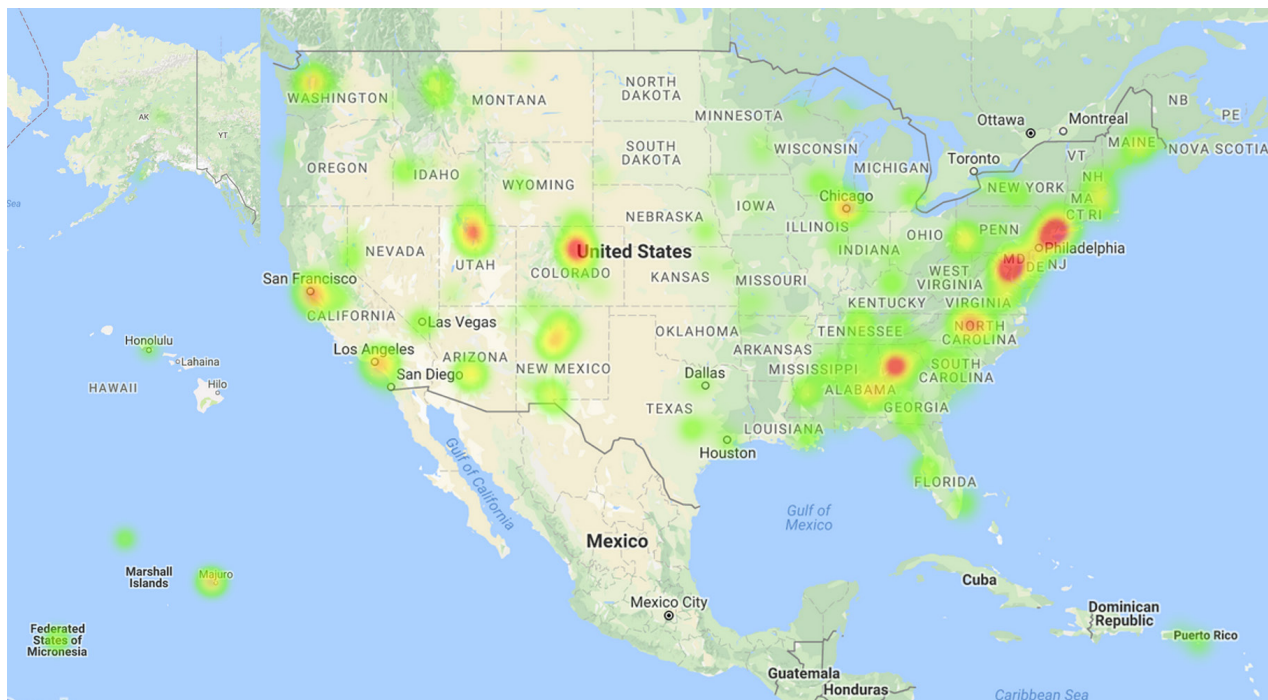 NB
AK
YT
WASHINGTON
MONTANA
NORTH
DAKOTA
MINNESOTA
Ottawa
Montreal
PE
MAINE
NOVA SCOTIA
OREGON
IDAHO
WYOMING
SOUTH
DAKOTA
WISCONSIN
MICHIGAN
Toronto
VT
NH
NEW YORK
MA
CT RI
Sea
NEVADA
UTAH
COLORADO
NEBRASKA
United States
KANSAS
IOWA
Chicago
ILLINOIS
INDIANA
OHIO
PENN
Philadelphia
MD
DE
NJ
WEST
VIRGINIA
VIRGINIA
MISSOURI
KENTUCKY
San Francisco
CALIFORNIA
Las Vegas
Los Angeles
San Diego
ARIZONA
NEW MEXICO
OKLAHOMA
ARKANSAS
TENNESSEE
NORTH
CAROLINA
SOUTH
CAROLINA
MISSISSIPPI
ALABAMA
GEORGIA
Dallas
TEXAS
LOUISIANA
Houston
FLORIDA
Honolulu
Lahaina
HAWAII
Hilo
Gulf of California
Gulf of
Mexico
Mexico
Mexico City
Cuba
Dominican
Republic
Puerto Rico
Marshall
Islands
Majuro
Federated
States of
Micronesia
Guatemala
Honduras
Caribbean Sea